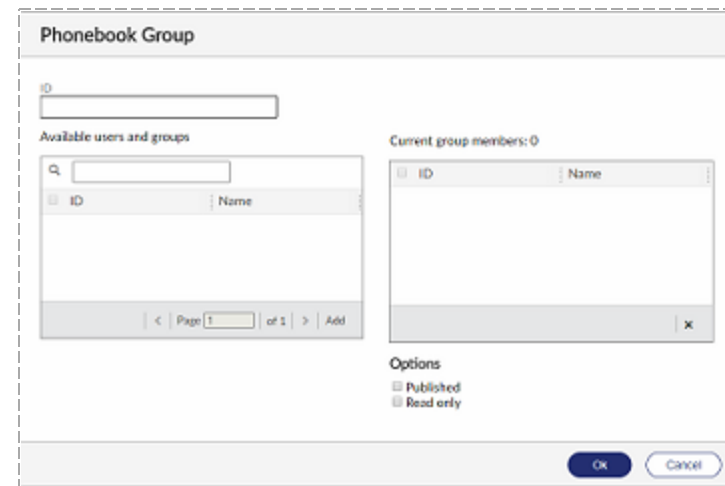 Phonebook Group
ID
Available users and groups
ID Name
< Page 1 of 1 > Add
Current group members: 0
ID Name
x
Options
Published
Read only
Ok Cancel